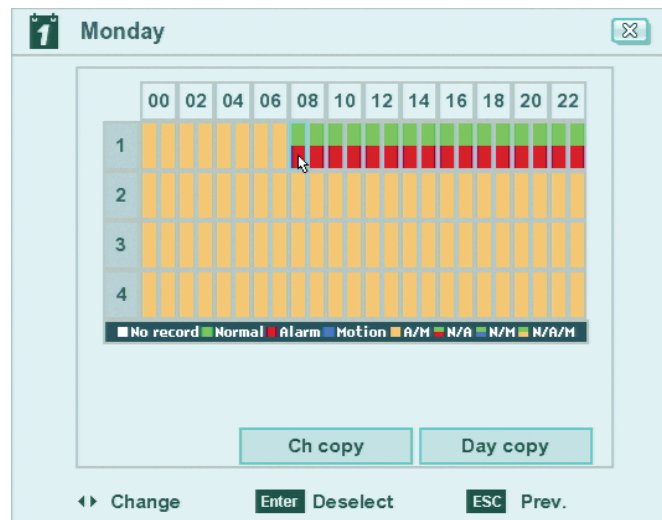 1 Monday
00 02 04 06 08 10 12 14 16 18 20 22
1
2
3
4
No record Normal Alarm Motion A/M N/A N/M N/A/M
Ch copy Day copy
Change Enter Deselect ESC Prev.